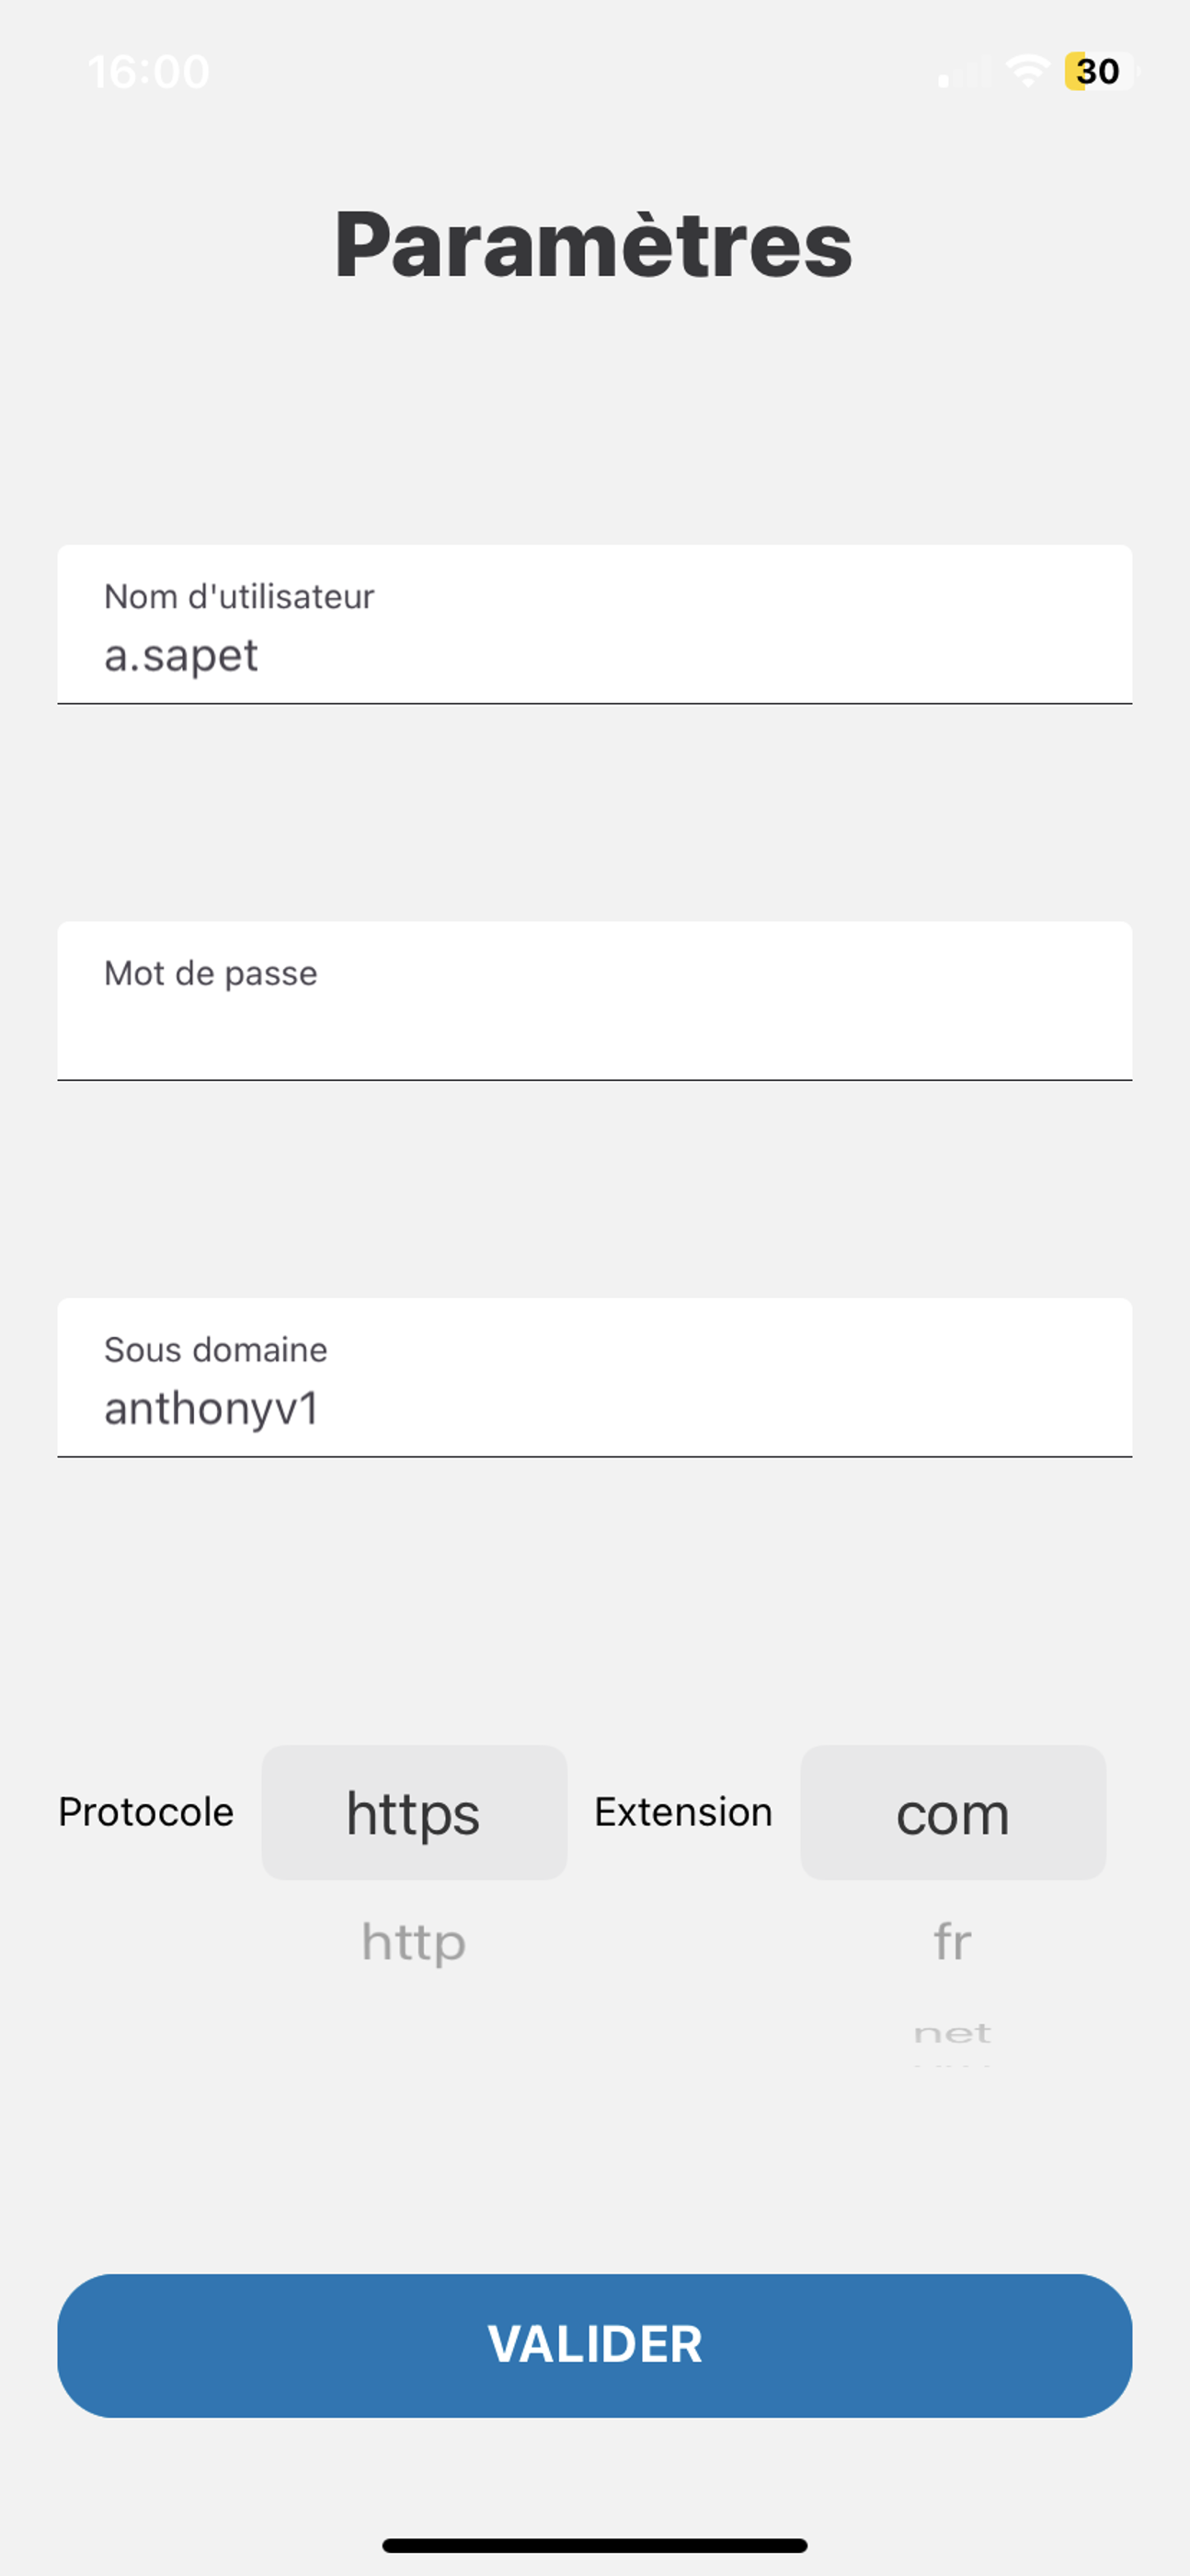 16:00 30
Paramètres
Nom d'utilisateur
a.sapet
Mot de passe
Sous domaine
anthonyv1
Protocole https Extension com
http fr
net
VALIDER